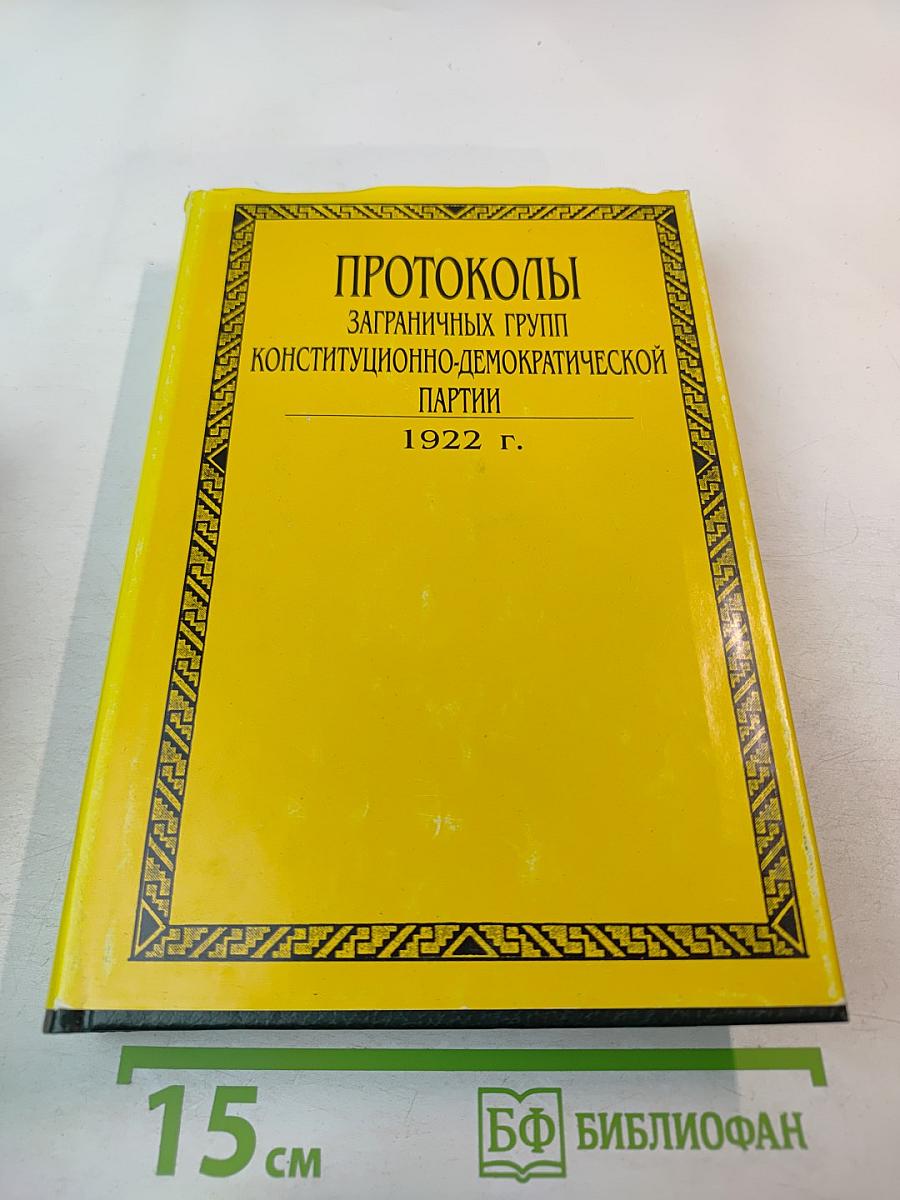 ПРОТОКОЛЫ
ЗАГРАНИЧНЫХ ГРУПП
КОНСТИТУЦИОННО-ДЕМОКРАТИЧЕСКОЙ
ПАРТИИ
1922 г.
15 см
БФ БИБЛИОФАН